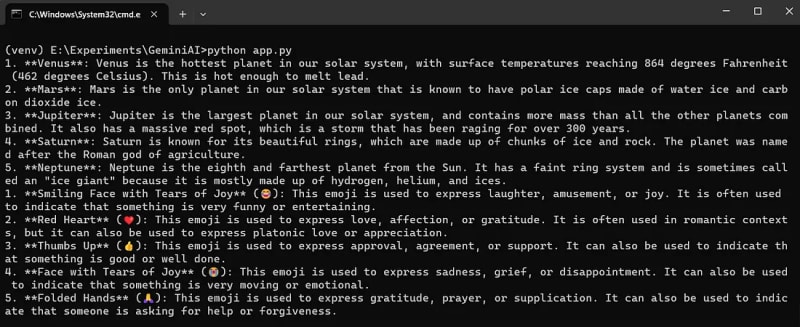 C:\Windows\System32\cmd.e
(venv) E:\Experiments\GeminiAI>python app.py
1. **Venus**: Venus is the hottest planet in our solar system, with surface temperatures reaching 864 degrees Fahrenheit
(462 degrees Celsius). This is hot enough to melt lead.
2. **Mars**: Mars is the only planet in our solar system that is known to have polar ice caps made of water ice and carb
on dioxide ice.
3. **Jupiter**: Jupiter is the largest planet in our solar system, and contains more mass than all the other planets com
bined. It also has a massive red spot, which is a storm that has been raging for over 300 years.
4. **Saturn**: Saturn is known for its beautiful rings, which are made up of chunks of ice and rock. The planet was name
d after the Roman god of agriculture.
5. **Neptune**: Neptune is the eighth and farthest planet from the Sun. It has a faint ring system and is sometimes call
ed an "ice giant" because it is mostly made up of hydrogen, helium, and ices.
1. **Smiling Face with Tears of Joy** (😂): This emoji is used to express laughter, amusement, or joy. It is often used
to indicate that something is very funny or entertaining.
2. **Red Heart** (❤️): This emoji is used to express love, affection, or gratitude. It is often used in romantic context
s, but it can also be used to express platonic love or appreciation.
3. **Thumbs Up** (👍): This emoji is used to express approval, agreement, or support. It can also be used to indicate th
at something is good or well done.
4. **Face with Tears of Joy** (😭): This emoji is used to express sadness, grief, or disappointment. It can also be used
to indicate that something is very moving or emotional.
5. **Folded Hands** (🙏): This emoji is used to express gratitude, prayer, or supplication. It can also be used to indic
ate that someone is asking for help or forgiveness.